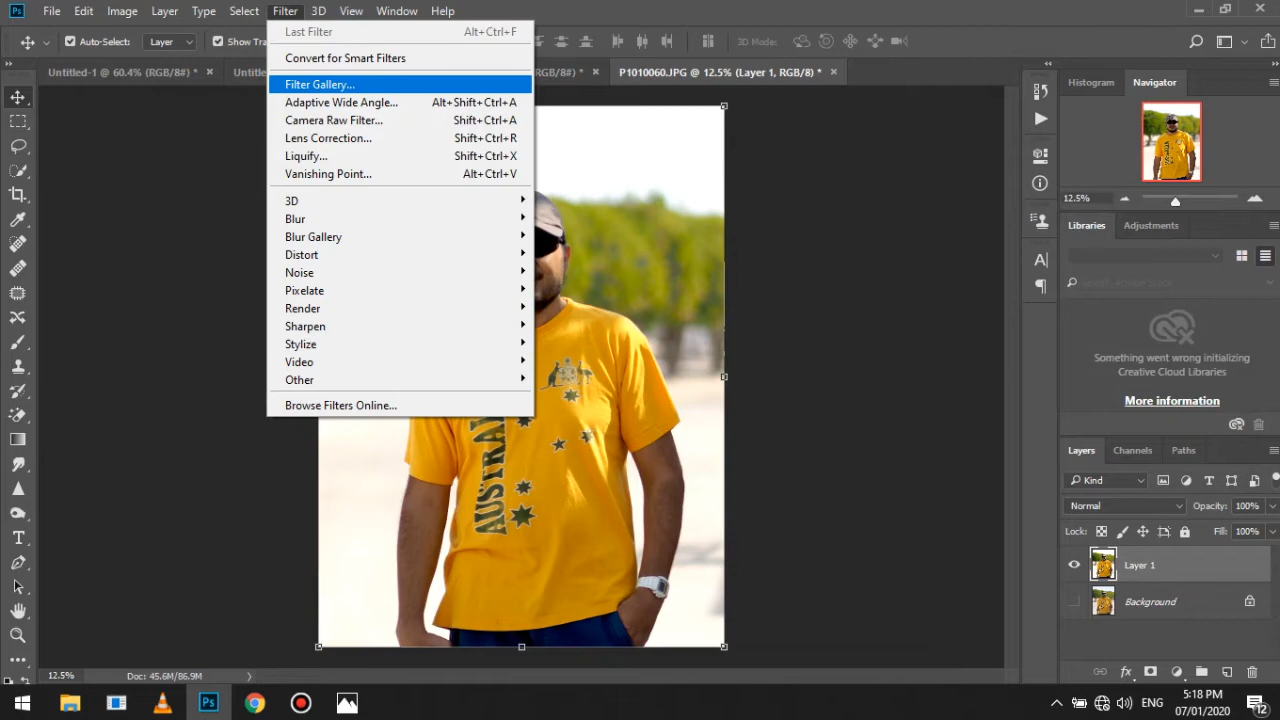 Ps File Edit Image Layer Type Select Filter 3D View Window Help
Auto-Select: Layer Show Tra 3D Mode:
Untitled-1 @ 60.4% (RGB/8#) * × Untitle RGB/8#) * × P1010060.JPG @ 12.5% (Layer 1, RGB/8) * ×
Last Filter Alt+Ctrl+F
Convert for Smart Filters
Filter Gallery...
Adaptive Wide Angle... Alt+Shift+Ctrl+A
Camera Raw Filter... Shift+Ctrl+A
Lens Correction... Shift+Ctrl+R
Liquify... Shift+Ctrl+X
Vanishing Point... Alt+Ctrl+V
3D
Blur
Blur Gallery
Distort
Noise
Pixelate
Render
Sharpen
Stylize
Video
Other
Browse Filters Online...
AUSTRA
Histogram Navigator
12.5%
Libraries Adjustments
Something went wrong initializing
Creative Cloud Libraries
More information
Layers Channels Paths
Kind
Normal Opacity: 100%
Lock: Fill: 100%
Layer 1
Background
12.5% Doc: 45.6M/86.9M
Ps ENG 5:18 PM
07/01/2020 12